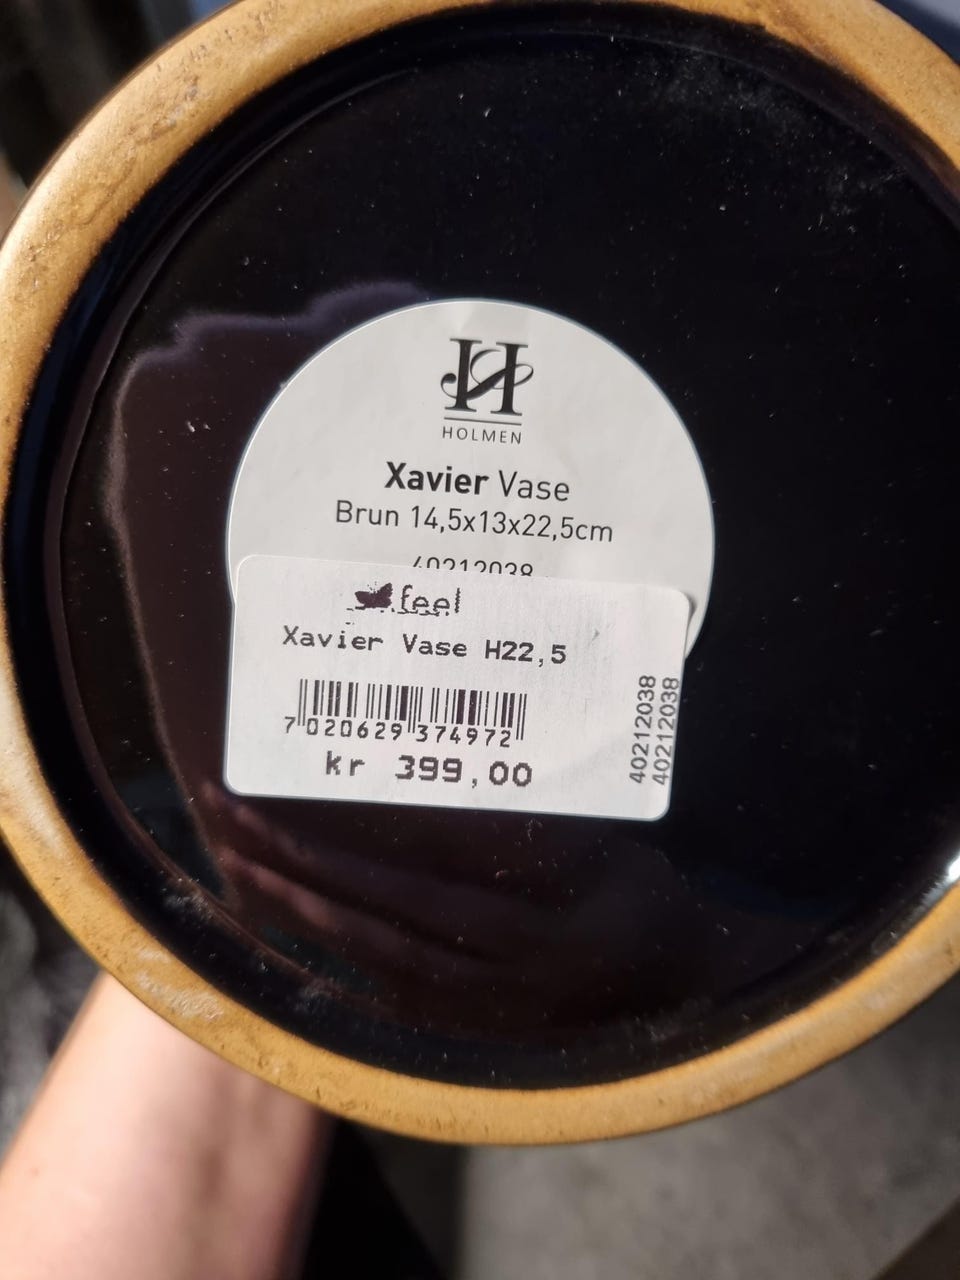 H
HOLMEN
Xavier Vase
Brun 14,5x13x22,5cm
40212038
feel
Xavier Vase H22,5
7 020629 374972
kr 399,00
40212038
40212038